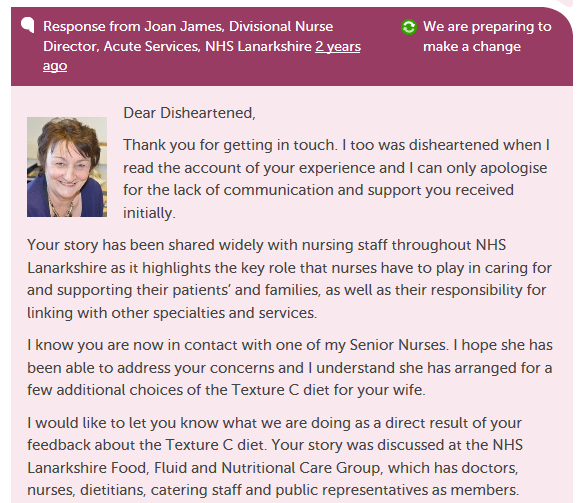 Response from Joan James, Divisional Nurse
Director, Acute Services, NHS Lanarkshire 2 years
ago
We are preparing to
make a change
Dear Disheartened,
Thank you for getting in touch. I too was disheartened when I
read the account of your experience and I can only apologise
for the lack of communication and support you received
initially.
Your story has been shared widely with nursing staff throughout NHS
Lanarkshire as it highlights the key role that nurses have to play in caring for
and supporting their patients’ and families, as well as their responsibility for
linking with other specialties and services.
I know you are now in contact with one of my Senior Nurses. I hope she has
been able to address your concerns and I understand she has arranged for a
few additional choices of the Texture C diet for your wife.
I would like to let you know what we are doing as a direct result of your
feedback about the Texture C diet. Your story was discussed at the NHS
Lanarkshire Food, Fluid and Nutritional Care Group, which has doctors,
nurses, dietitians, catering staff and public representatives as members.